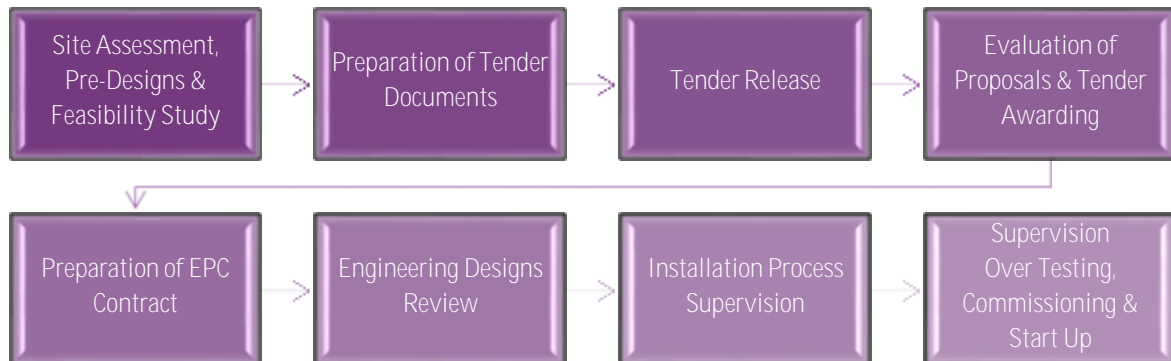 Site Assessment,
Pre-Designs &
Feasibility Study
Preparation of Tender
Documents
Tender Release
Evaluation of
Proposals & Tender
Awarding
Preparation of EPC
Contract
Engineering Designs
Review
Installation Process
Supervision
Supervision
Over Testing,
Commissioning &
Start Up